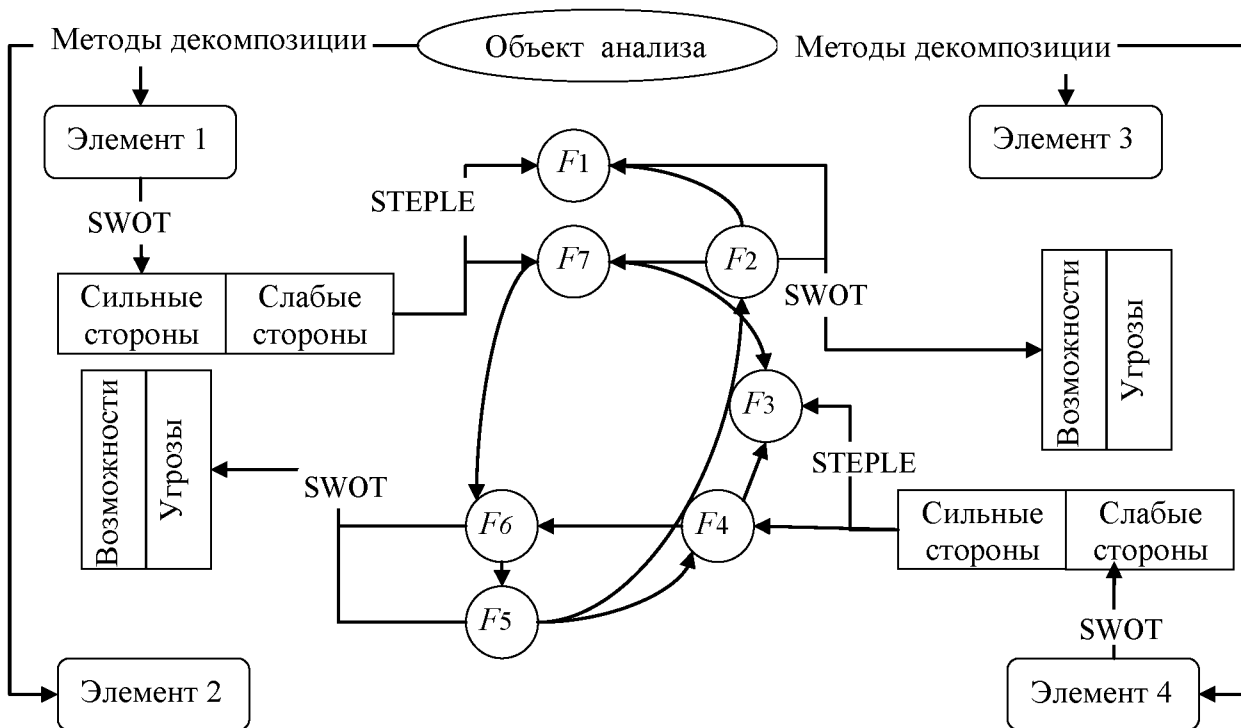 Методы декомпозиции
Объект анализа
Методы декомпозиции
Элемент 1
Элемент 3
F1
STEPLE
SWOT
F7
F2
SWOT
Сильные
стороны
Слабые
стороны
Возможности
Угрозы
Возможности
Угрозы
F3
STEPLE
SWOT
F6
F4
Сильные
стороны
Слабые
стороны
F5
SWOT
Элемент 2
Элемент 4